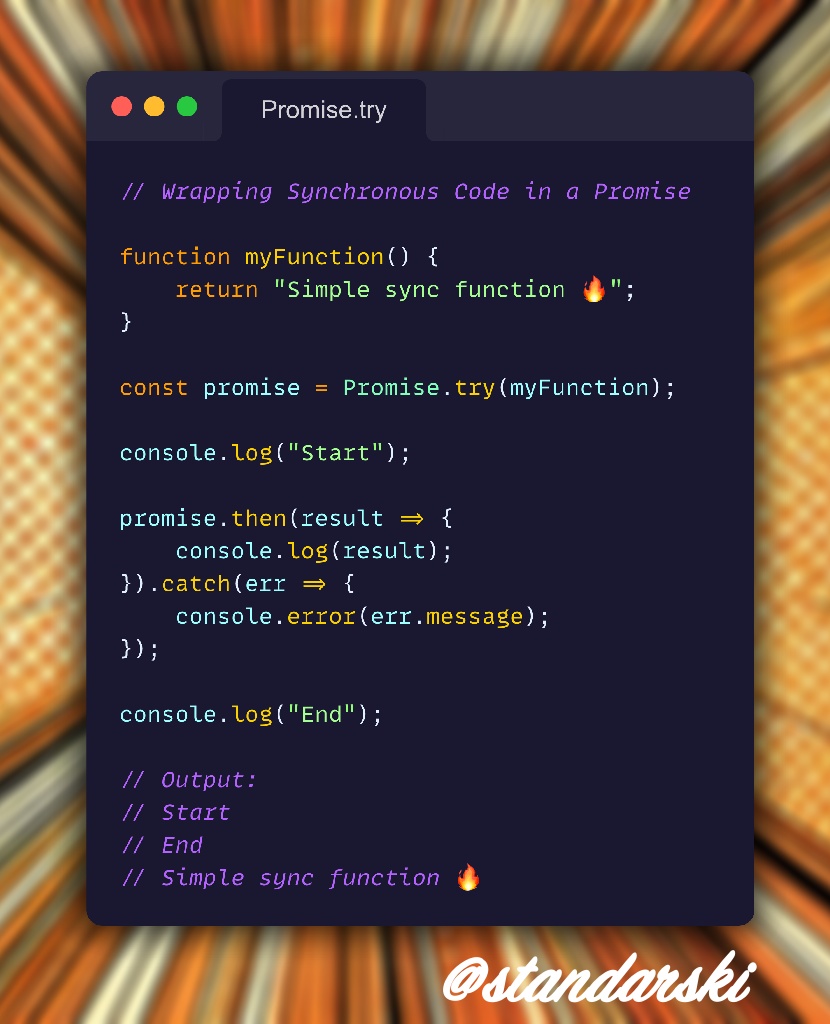 Promise.try
// Wrapping Synchronous Code in a Promise
function myFunction() {
    return "Simple sync function 🔥";
}
const promise = Promise.try(myFunction);
console.log("Start");
promise.then(result => {
    console.log(result);
}).catch(err => {
    console.error(err.message);
});
console.log("End");
// Output:
// Start
// End
// Simple sync function 🔥
@standarski